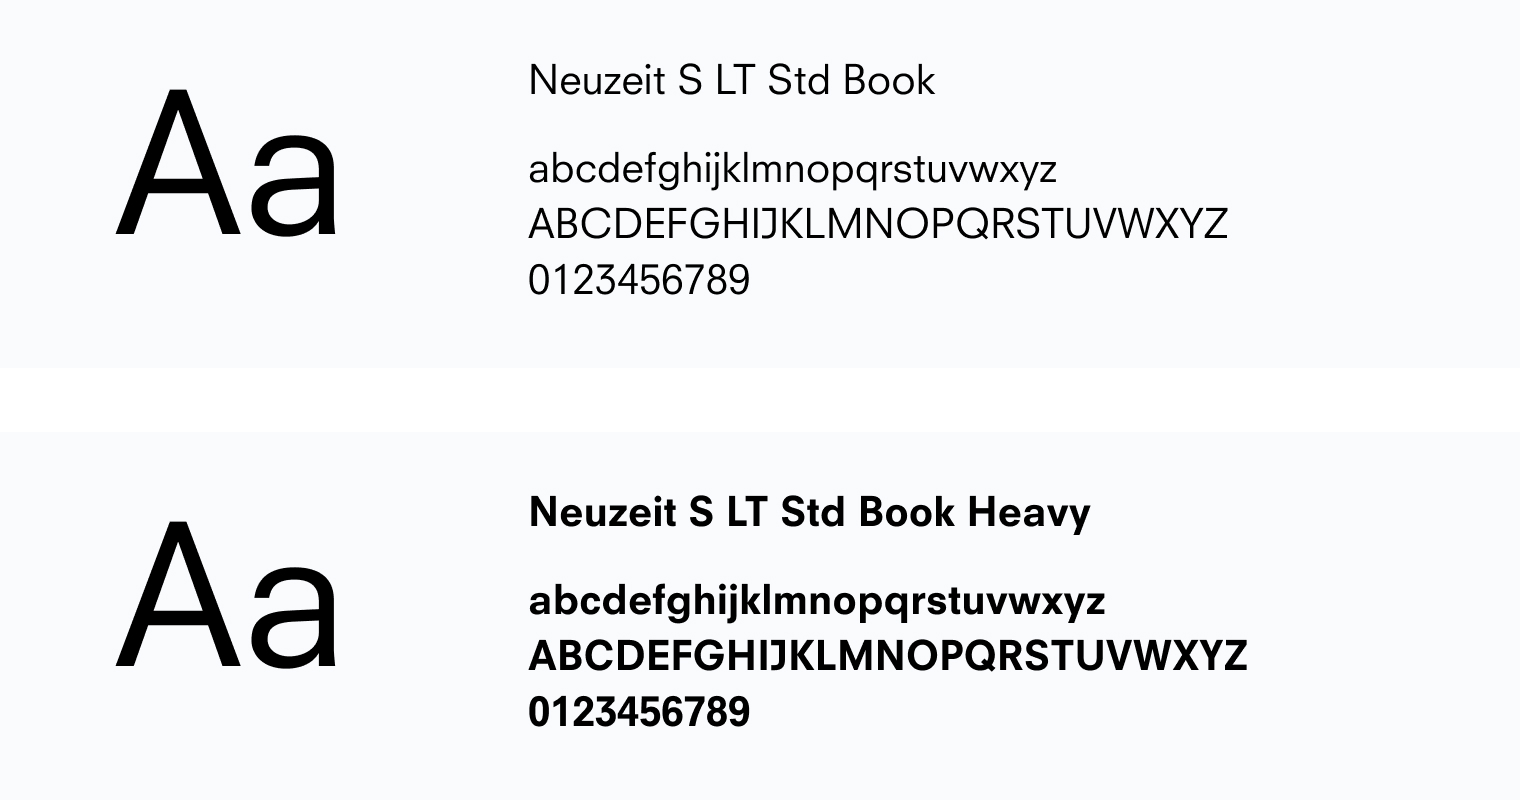 Aa
Neuzeit S LT Std Book
abcdefghijklmnopqrstuvwxyz
ABCDEFGHIJKLMNOPQRSTUVWXYZ
0123456789
Aa
Neuzeit S LT Std Book Heavy
abcdefghijklmnopqrstuvwxyz
ABCDEFGHIJKLMNOPQRSTUVWXYZ
0123456789